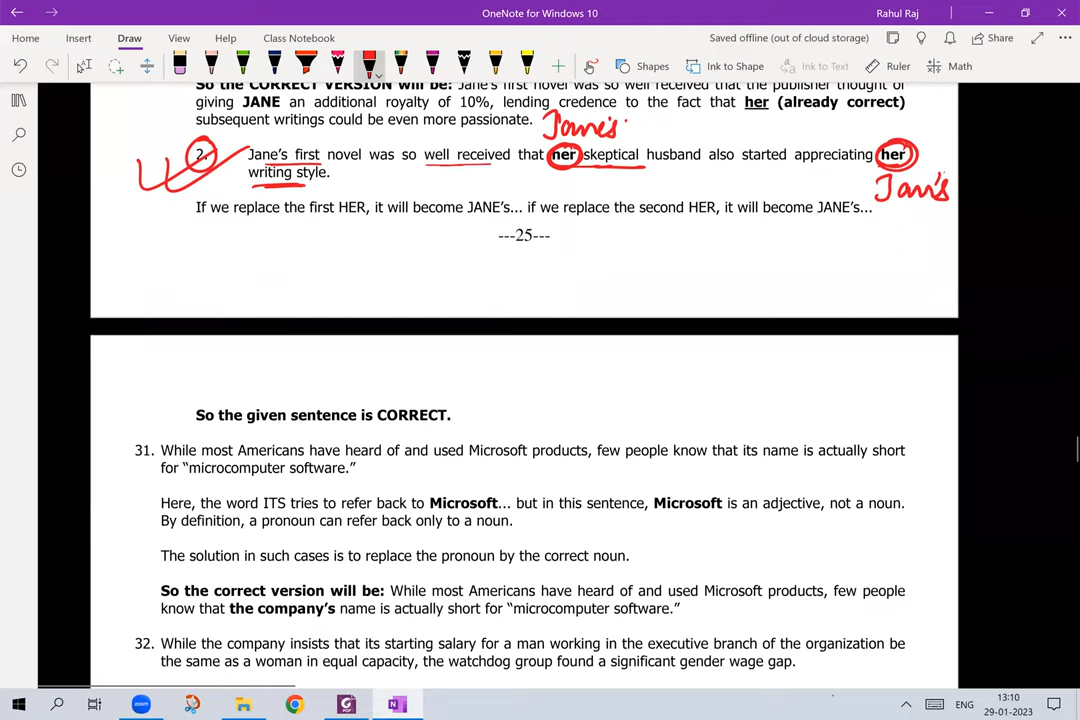 OneNote for Windows 10
Rahul Raj
Home Insert Draw View Help Class Notebook
Saved offline (out of cloud storage)
Share
Shapes
Ink to Shape
Ink to Text
Ruler
Math
So the CORRECT VERSION will be: Jane's first novel was so well received that the publisher thought of
giving JANE an additional royalty of 10%, lending credence to the fact that her (already correct)
subsequent writings could be even more passionate.
Jane's
2. Jane's first novel was so well received that her skeptical husband also started appreciating her
writing style.
Jan's
If we replace the first HER, it will become JANE's... if we replace the second HER, it will become JANE's...
---25---
So the given sentence is CORRECT.
31. While most Americans have heard of and used Microsoft products, few people know that its name is actually short
for "microcomputer software."
Here, the word ITS tries to refer back to Microsoft... but in this sentence, Microsoft is an adjective, not a noun.
By definition, a pronoun can refer back only to a noun.
The solution in such cases is to replace the pronoun by the correct noun.
So the correct version will be: While most Americans have heard of and used Microsoft products, few people
know that the company's name is actually short for "microcomputer software."
32. While the company insists that its starting salary for a man working in the executive branch of the organization be
the same as a woman in equal capacity, the watchdog group found a significant gender wage gap.
zoom
ENG
13:10
29-01-2023